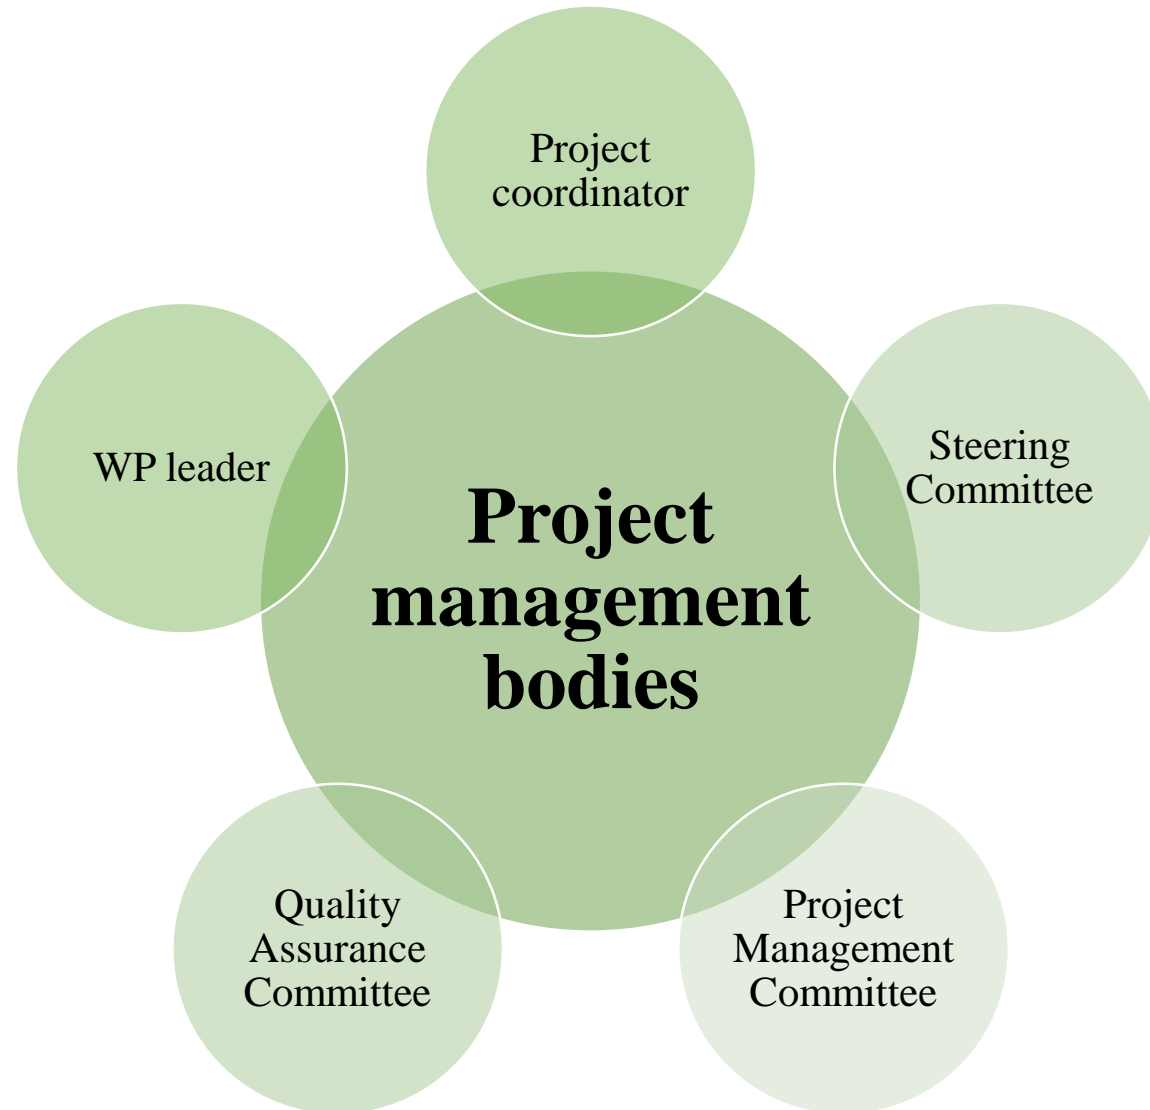 Project
coordinator
Steering
Committee
Project
Management
Committee
Quality
Assurance
Committee
WP leader
Project
management
bodies